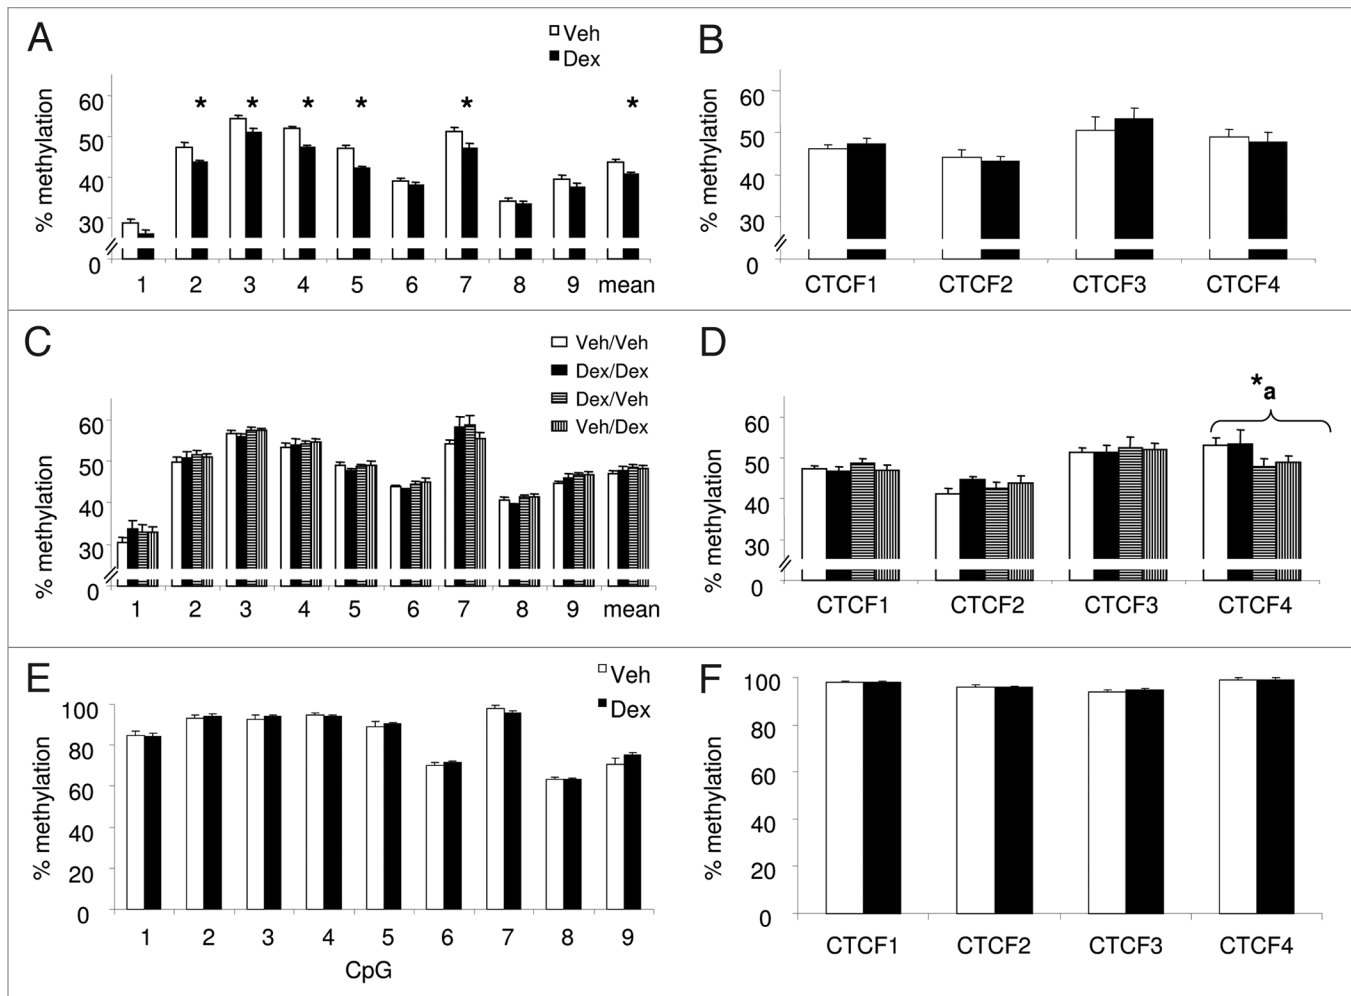 A
Veh
Dex
% methylation
60
50
40
30
0
* * * * * *
1 2 3 4 5 6 7 8 9 mean
B
% methylation
60
50
40
30
0
CTCF1 CTCF2 CTCF3 CTCF4
C
Veh/Veh
Dex/Dex
Dex/Veh
Veh/Dex
% methylation
60
50
40
30
0
1 2 3 4 5 6 7 8 9 mean
D
*a
% methylation
60
50
40
30
0
CTCF1 CTCF2 CTCF3 CTCF4
E
Veh
Dex
% methylation
100
80
60
40
20
0
1 2 3 4 5 6 7 8 9
CpG
F
% methylation
100
80
60
40
20
0
CTCF1 CTCF2 CTCF3 CTCF4